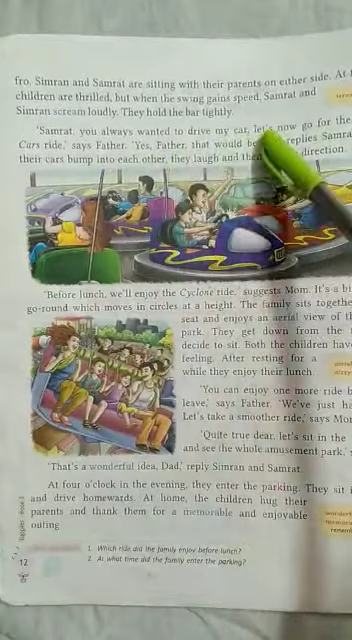 fro. Simran and Samrat are sitting with their parents on either side. At
children are thrilled, but when the swing gains speed, Samrat and
Simran scream loudly. They hold the bar tightly.
'Samrat, you always wanted to drive my car, let's now go for the
Cars ride,' says Father. 'Yes, Father, that would be replies
their cars bump into each other, they laugh and direction.
'Before lunch, we'll enjoy the Cyclone ride,' suggests Mom. It's a
go-round which moves in circles at a height. The family sits
seat and enjoys an aerial view of
park. They get down from the
decide to sit. Both the children
feeling. After resting for a
while they enjoy their lunch
'You can enjoy one more ride
leave,' says Father. 'We've just
Let's take a smoother ride,' says
'Quite true dear, let's sit in the
and see the whole amusement park,'
'That's a wonderful idea, Dad,' reply Simran and Samrat.
At four o'clock in the evening, they enter the parking. They sit
and drive homewards. At home, the children hug their
parents and thank them for a memorable and enjoyable
outing
1. Which ride did the family enjoy before lunch?
2. At what time did the family enter the parking?
12